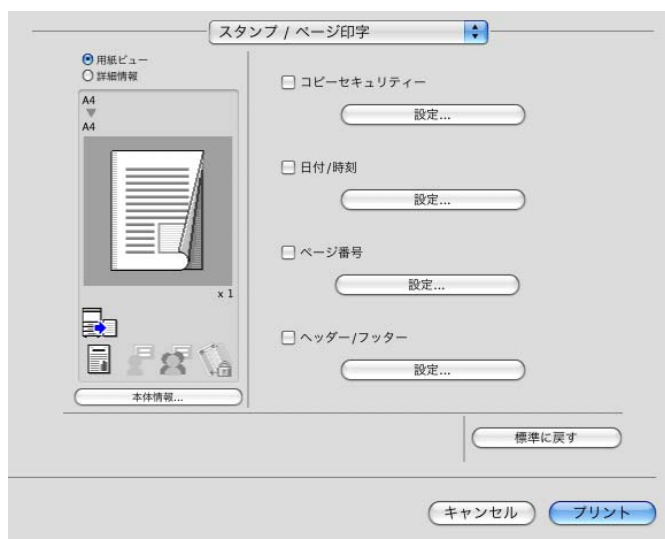 スタンプ / ページ印字
用紙ビュー
詳細情報
A4
A4
x 1
本体情報...
コピーセキュリティー
設定...
日付/時刻
設定...
ページ番号
設定...
ヘッダー/フッター
設定...
標準に戻す
キャンセル
プリント